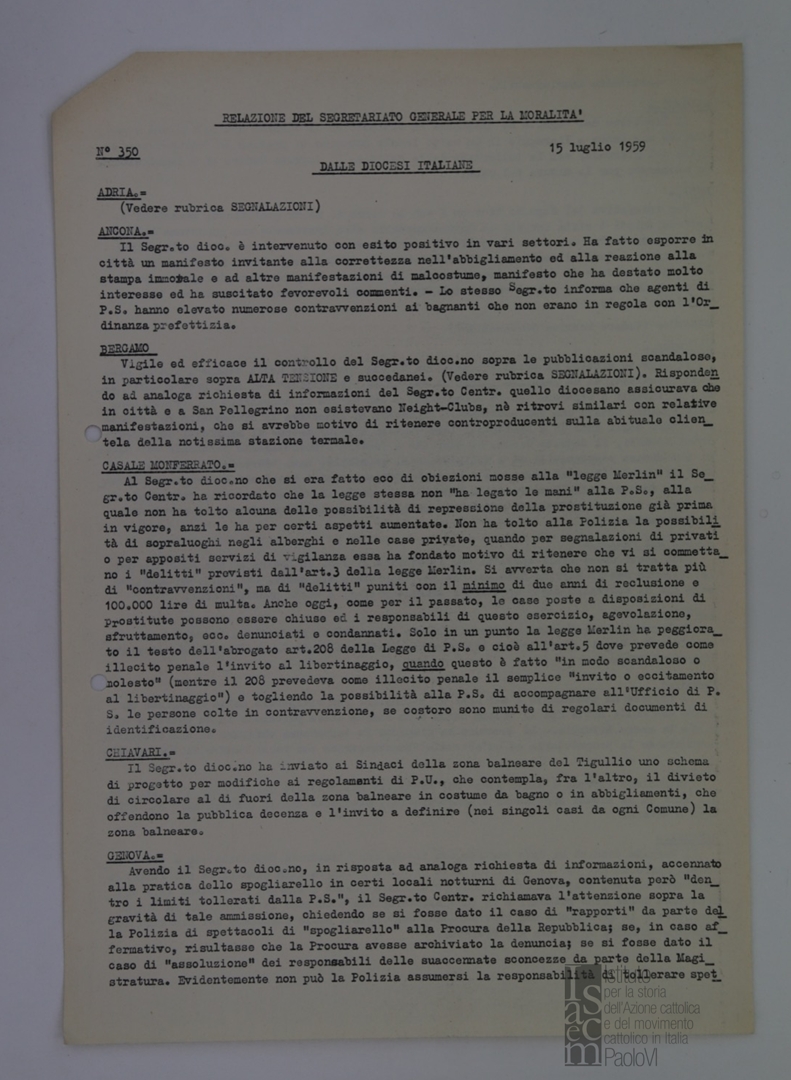 RELAZIONE DEL SEGRETARIATO GENERALE PER LA MORALITA'
N° 350
15 luglio 1959
DALLE DIOCESI ITALIANE
ADRIA.=
(Vedere rubrica SEGNALAZIONI)
ANCONA.=
Il Segr.to dioc. è intervenuto con esito positivo in vari settori. Ha fatto esporre in
città un manifesto invitante alla correttezza nell'abbigliamento ed alla reazione alla
stampa immorale e ad altre manifestazioni di malcostume, manifesto che ha destato molto
interesse ed ha suscitato fevorevoli commenti. - Lo stesso Segr.to informa che agenti di
P.S. hanno elevato numerose contravvenzioni ai bagnanti che non erano in regola con l'Or_
dinanza prefettizia.
BERGAMO
Vigile ed efficace il controllo del Segr.to dioc.no sopra le pubblicazioni scandalose,
in particolare sopra ALTA TENSIONE e succedanei. (Vedere rubrica SEGNALAZIONI). Risponden
do ad analoga richiesta di informazioni del Segr.to Centr. quello diocesano assicurava che
in città e a San Pellegrino non esistevano Neight-Clubs, nè ritrovi similari con relative
manifestazioni, che si avrebbe motivo di ritenere controproducenti sulla abituale clien_
tela della notissima stazione termale.
CASALE MONFERRATO.=
Al Segr.to dioc.no che si era fatto eco di obiezioni mosse alla "legge Merlin" il Se_
gr.to Centr. ha ricordato che la legge stessa non "ha legato le mani" alla P.S., alla
quale non ha tolto alcuna delle possibilità di repressione della prostituzione già prima
in vigore, anzi le ha per certi aspetti aumentate. Non ha tolto alla Polizia la possibili
tà di sopraluoghi negli alberghi e nelle case private, quando per segnalazioni di privati
o per appositi servizi di vigilanza essa ha fondato motivo di ritenere che vi si commetta_
no i "delitti" previsti dall'art.3 della legge Merlin. Si avverta che non si tratta più
di "contravvenzioni", ma di "delitti" puniti con il minimo di due anni di reclusione e
100.000 lire di multa. Anche oggi, come per il passato, le case poste a disposizioni di
prostitute possono essere chiuse ed i responsabili di questo esercizio, agevolazione,
sfruttamento, ecc. denunciati e condannati. Solo in un punto la legge Merlin ha peggiora_
to il testo dell'abrogato art.208 della Legge di P.S. e cioè all'art.5 dove prevede come
illecito penale l'invito al libertinaggio, quando questo è fatto "in modo scandaloso o
molesto" (mentre il 208 prevedeva come illecito penale il semplice "invito o eccitamento
al libertinaggio") e togliendo la possibilità alla P.S. di accompagnare all'Ufficio di P.
S. le persone colte in contravvenzione, se costoro sono munite di regolari documenti di
identificazione.
CHIAVARI.=
Il Segr.to dioc.no ha inviato ai Sindaci della zona balneare del Tigullio uno schema
di progetto per modifiche ai regolamenti di P.U., che contempla, fra l'altro, il divieto
di circolare al di fuori della zona balneare in costume da bagno o in abbigliamenti, che
offendono la pubblica decenza e l'invito a definire (nei singoli casi da ogni Comune) la
zona balneare.
GENOVA.=
Avendo il Segr.to dioc.no, in risposta ad analoga richiesta di informazioni, accennato
alla pratica dello spogliarello in certi locali notturni di Genova, contenuta però "den_
tro i limiti tollerati dalla P.S.", il Segr.to Centr. richiamava l'attenzione sopra la
gravità di tale ammissione, chiedendo se si fosse dato il caso di "rapporti" da parte del
la Polizia di spettacoli di "spogliarello" alla Procura della Repubblica; se, in caso af_
fermativo, risultasse che la Procura avesse archiviato la denuncia; se si fosse dato il
caso di "assoluzione" dei responsabili delle suaccennate sconcezze da parte della Magi_
stratura. Evidentemente non può la Polizia assumersi la responsabilità di tollerare spet_
Isacem
Istituto
per la storia
dell'Azione cattolica
e del movimento
cattolico in Italia
PaoloVI